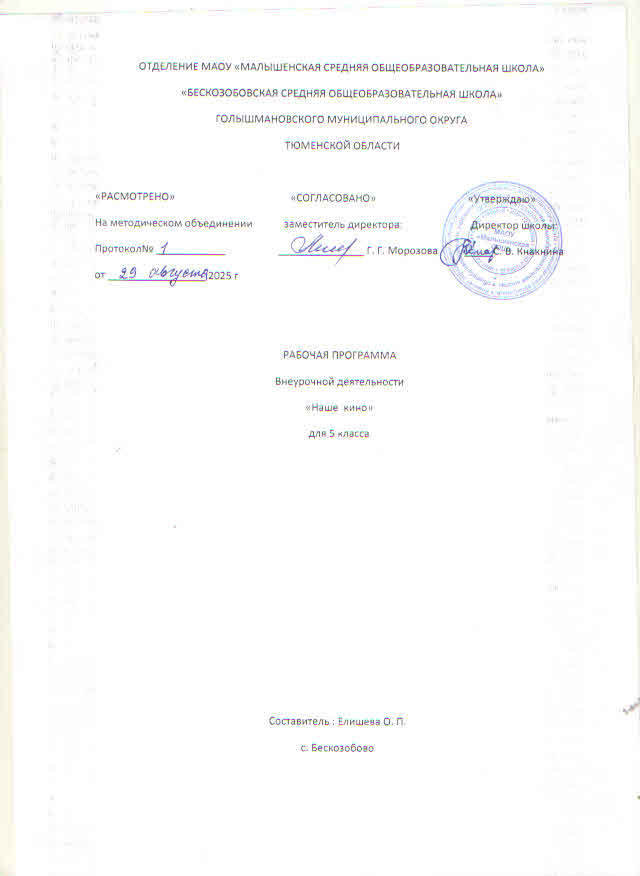 ОТДЕЛЕНИЕ МАОУ «МАЛЫШЕНСКАЯ СРЕДНЯЯ ОБЩЕОБРАЗОВАТЕЛЬНАЯ ШКОЛА»
«БЕСКОЗОБОВСКАЯ СРЕДНЯЯ ОБЩЕОБРАЗОВАТЕЛЬНАЯ ШКОЛА»
ГОЛЫШМАНОВСКОГО МУНИЦИПАЛЬНОГО ОКРУГА
ТЮМЕНСКОЙ ОБЛАСТИ
«РАСМОТРЕНО» «СОГЛАСОВАНО» «Утверждаю»
На методическом объединении заместитель директора: Директор школы:
Протокол№ 1 Г. Г. Морозова С. В. Кнакнина
от 29 августа 2025 г
МАОУ
«Малышенская
РАБОЧАЯ ПРОГРАММА
Внеурочной деятельности
«Наше кино»
для 5 класса
Составитель : Елишева О. П.
с. Бескозобово